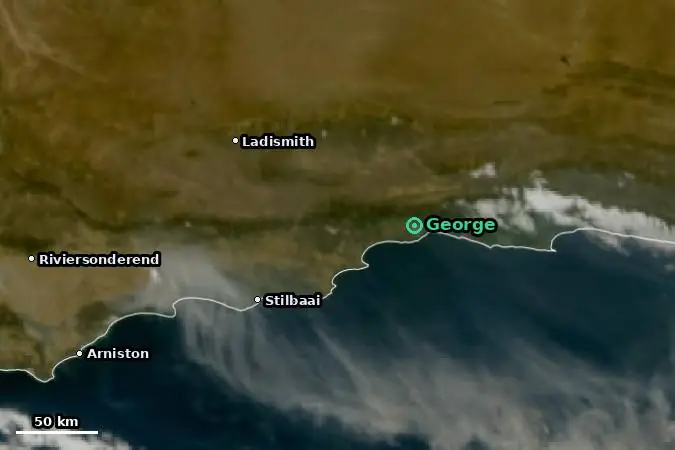 Ladismith
George
Riviersonderend
Stilbaai
Arniston
50 km